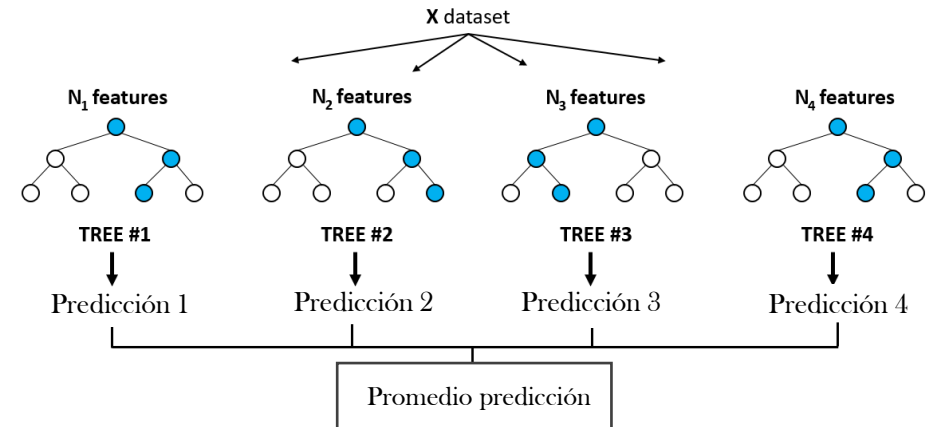 X dataset
N1 features
N2 features
N3 features
N4 features
TREE #1
TREE #2
TREE #3
TREE #4
Predicción 1
Predicción 2
Predicción 3
Predicción 4
Promedio predicción